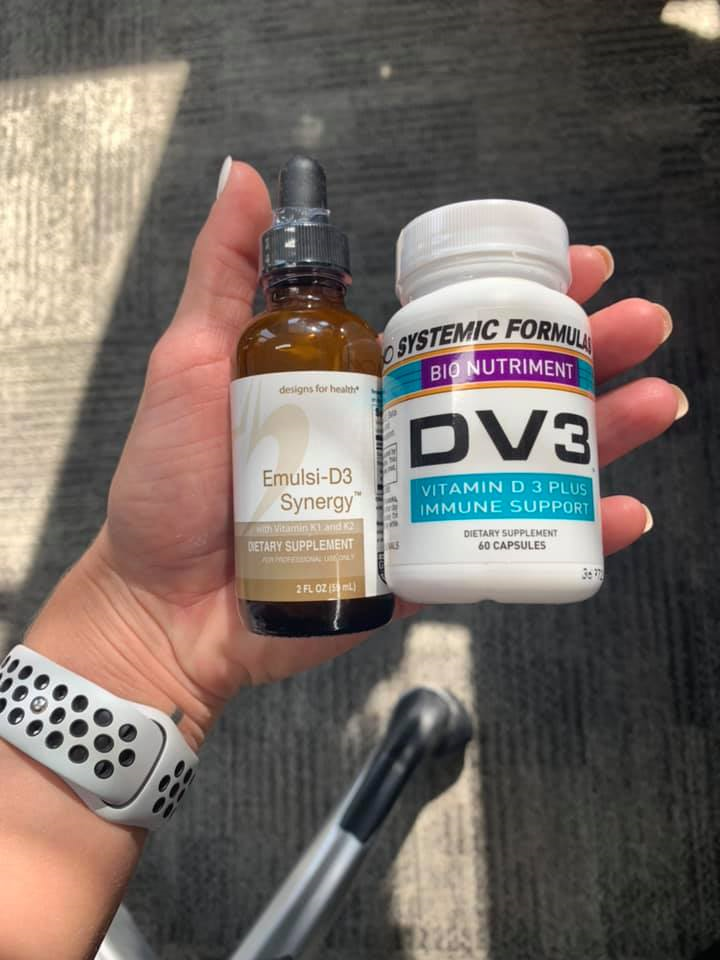 designs for health®
Emulsi-D3
Synergy™
with Vitamin K1 and K2
DIETARY SUPPLEMENT
FOR PROFESSIONAL USE ONLY
2 FL OZ (59 mL)
SYSTEMIC FORMULAS
BIO NUTRIMENT
DV3
VITAMIN D 3 PLUS
IMMUNE SUPPORT
DIETARY SUPPLEMENT
60 CAPSULES